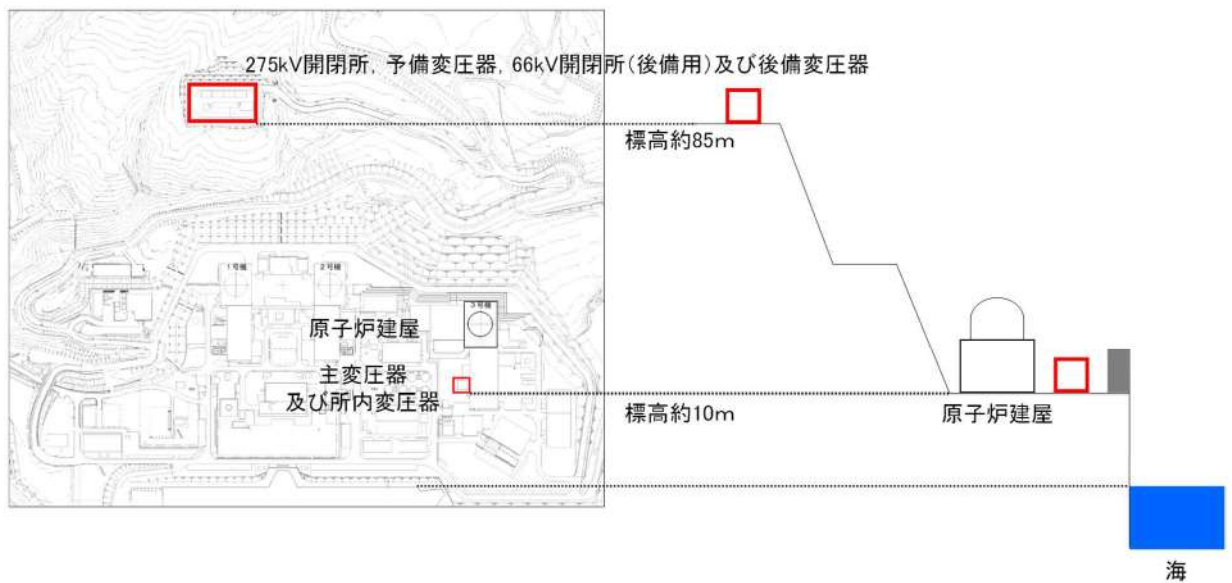 275kV開閉所, 予備変圧器, 66kV開閉所(後備用)及び後備変圧器
標高約85m
1号機
2号機
3号機
原子炉建屋
主変圧器
及び所内変圧器
標高約10m
原子炉建屋
海